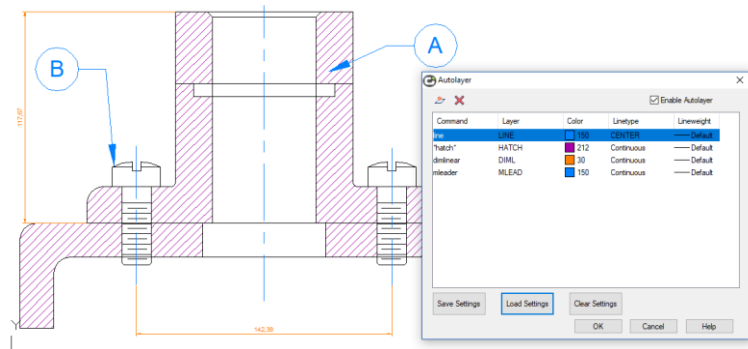 A
B
117,67
142,39
Y
Autolayer
Enable Autolayer
Command Layer Color Linetype Lineweight
line LINE 150 CENTER Default
"hatch" HATCH 212 Continuous Default
dimlinear DIML 30 Continuous Default
mleader MLEAD 150 Continuous Default
Save Settings Load Settings Clear Settings
OK Cancel Help